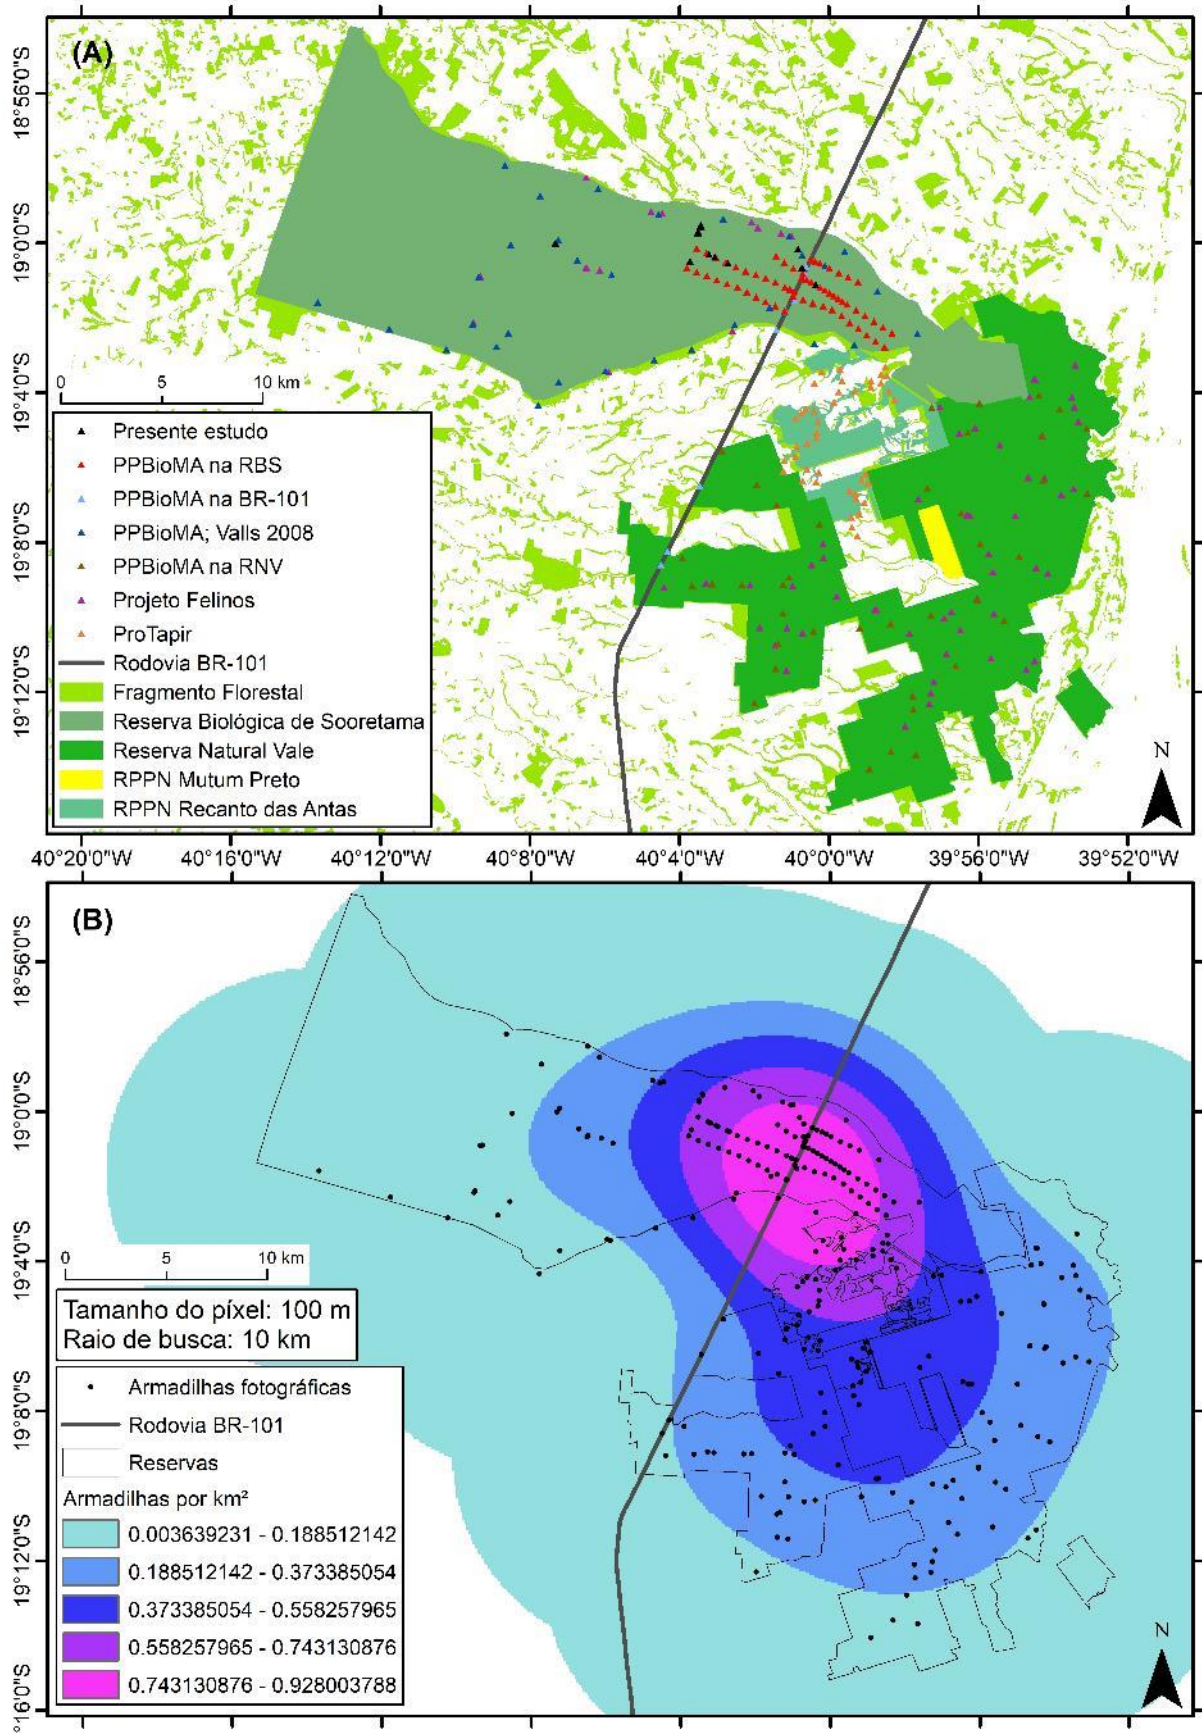 (A)
18°56'0"S
19°0'0"S
19°4'0"S
19°8'0"S
19°12'0"S
0 5 10 km
Presente estudo
PPBioMA na RBS
PPBioMA na BR-101
PPBioMA; Valls 2008
PPBioMA na RNV
Projeto Felinos
ProTapir
Rodovia BR-101
Fragmento Florestal
Reserva Biológica de Sooretama
Reserva Natural Vale
RPPN Mutum Preto
RPPN Recanto das Antas
N
40°20'0"W 40°16'0"W 40°12'0"W 40°8'0"W 40°4'0"W 40°0'0"W 39°56'0"W 39°52'0"W
(B)
18°56'0"S
19°0'0"S
19°4'0"S
19°8'0"S
19°12'0"S
°16'0"S
0 5 10 km
Tamanho do píxel: 100 m
Raio de busca: 10 km
Armadilhas fotográficas
Rodovia BR-101
Reservas
Armadilhas por km²
0.003639231 - 0.188512142
0.188512142 - 0.373385054
0.373385054 - 0.558257965
0.558257965 - 0.743130876
0.743130876 - 0.928003788
N